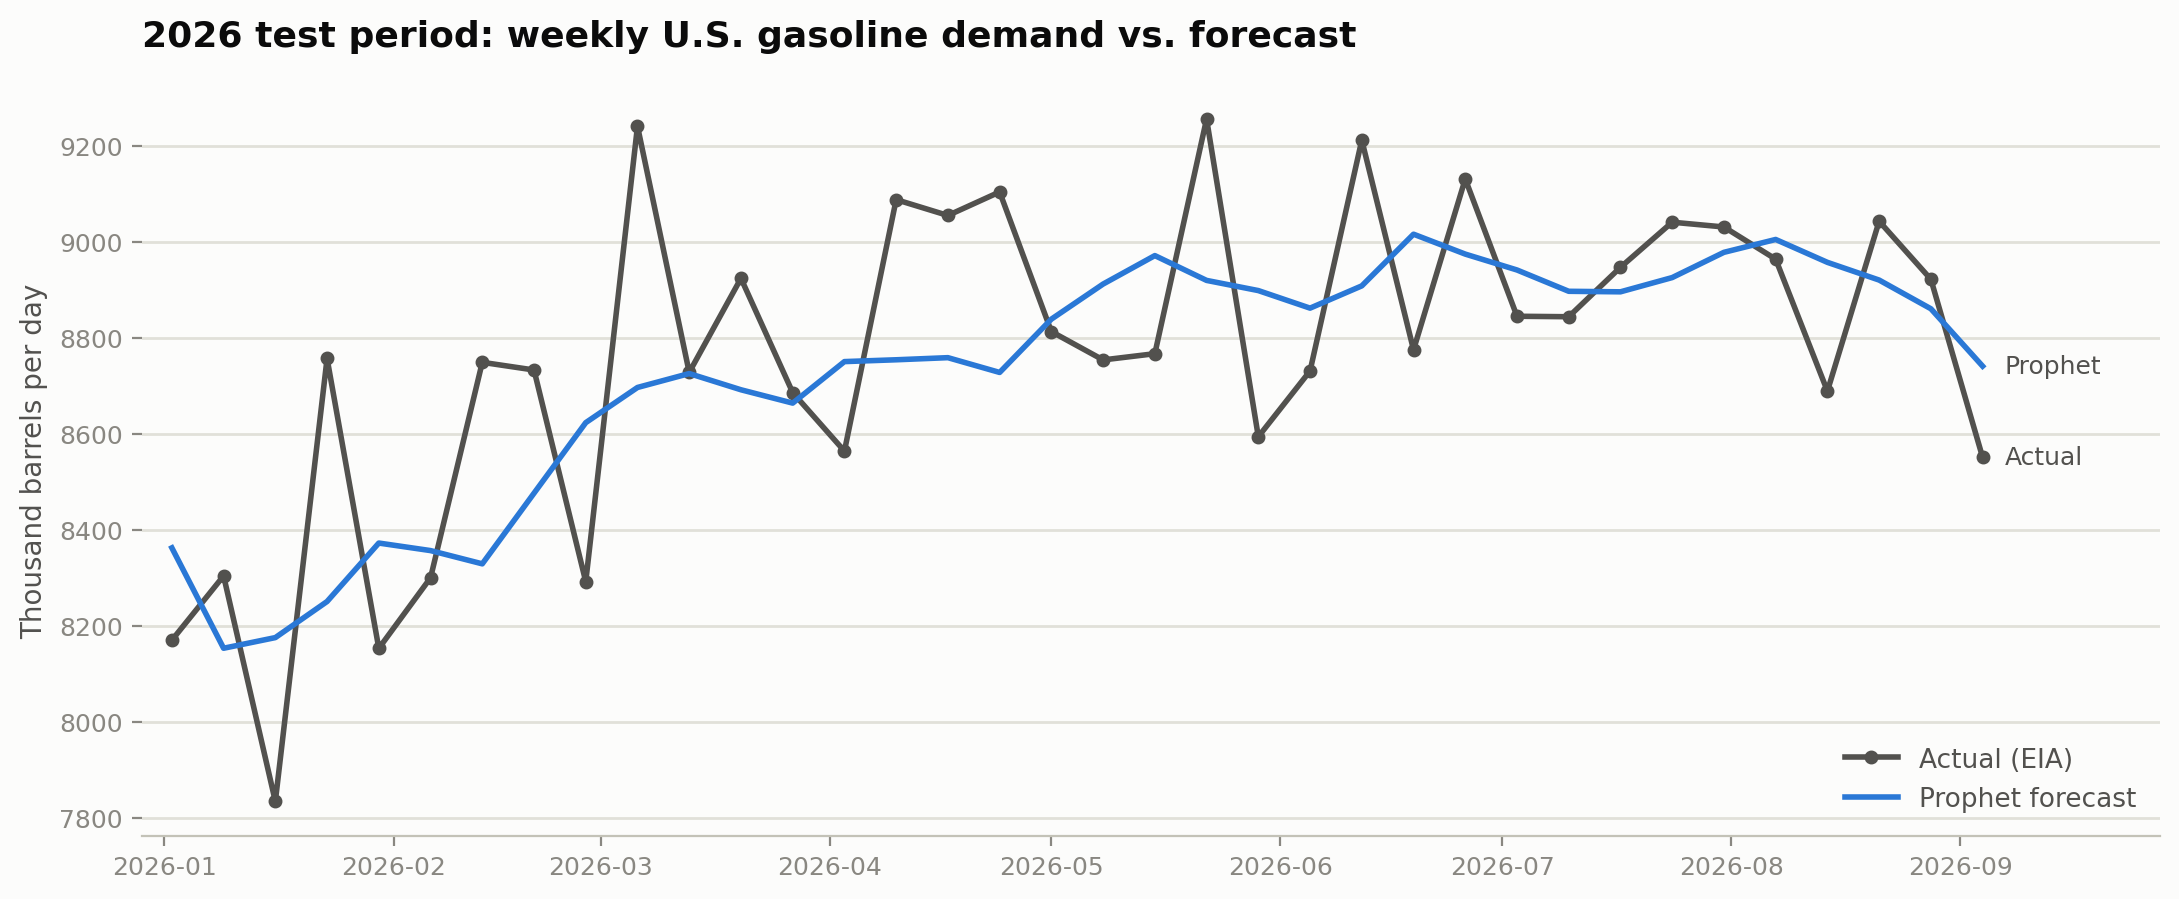 2026 test period: weekly U.S. gasoline demand vs. forecast
Thousand barrels per day
9200
9000
8800
8600
8400
8200
8000
7800
Prophet
Actual
Actual (EIA)
Prophet forecast
2026-01 2026-02 2026-03 2026-04 2026-05 2026-06 2026-07 2026-08 2026-09